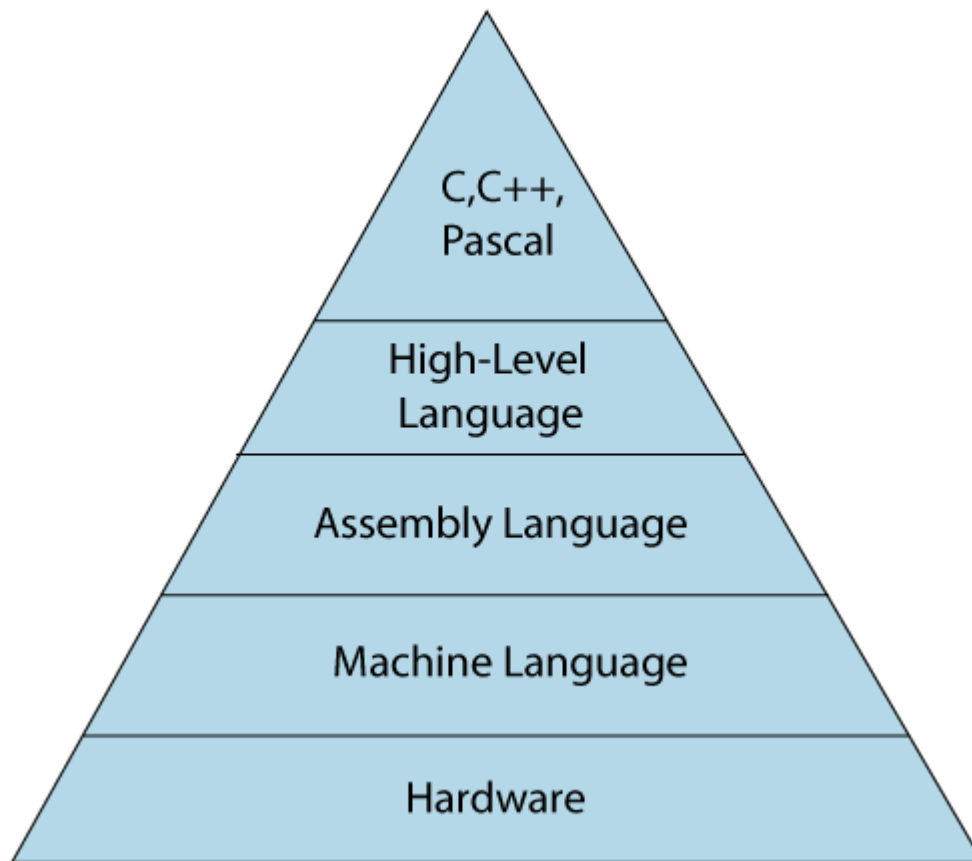 C,C++,
Pascal
High-Level
Language
Assembly Language
Machine Language
Hardware